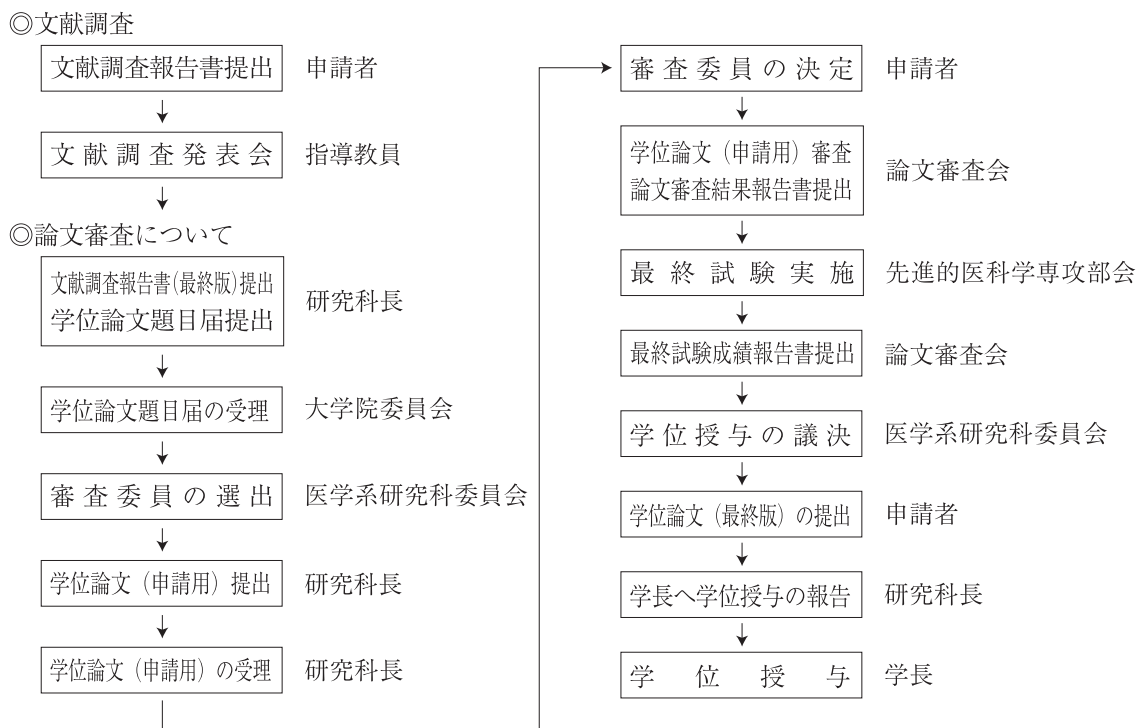 ◎文献調査
文献調査報告書提出 申請者
文献調査発表会 指導教員
◎論文審査について
文献調査報告書(最終版)提出
学位論文題目届提出 研究科長
学位論文題目届の受理 大学院委員会
審査委員の選出 医学系研究科委員会
学位論文（申請用）提出 研究科長
学位論文（申請用）の受理 研究科長
審査委員の決定 申請者
学位論文（申請用）審査
論文審査結果報告書提出 論文審査会
最終試験実施 先進的医科学専攻部会
最終試験成績報告書提出 論文審査会
学位授与の議決 医学系研究科委員会
学位論文（最終版）の提出 申請者
学長へ学位授与の報告 研究科長
学位授与 学長